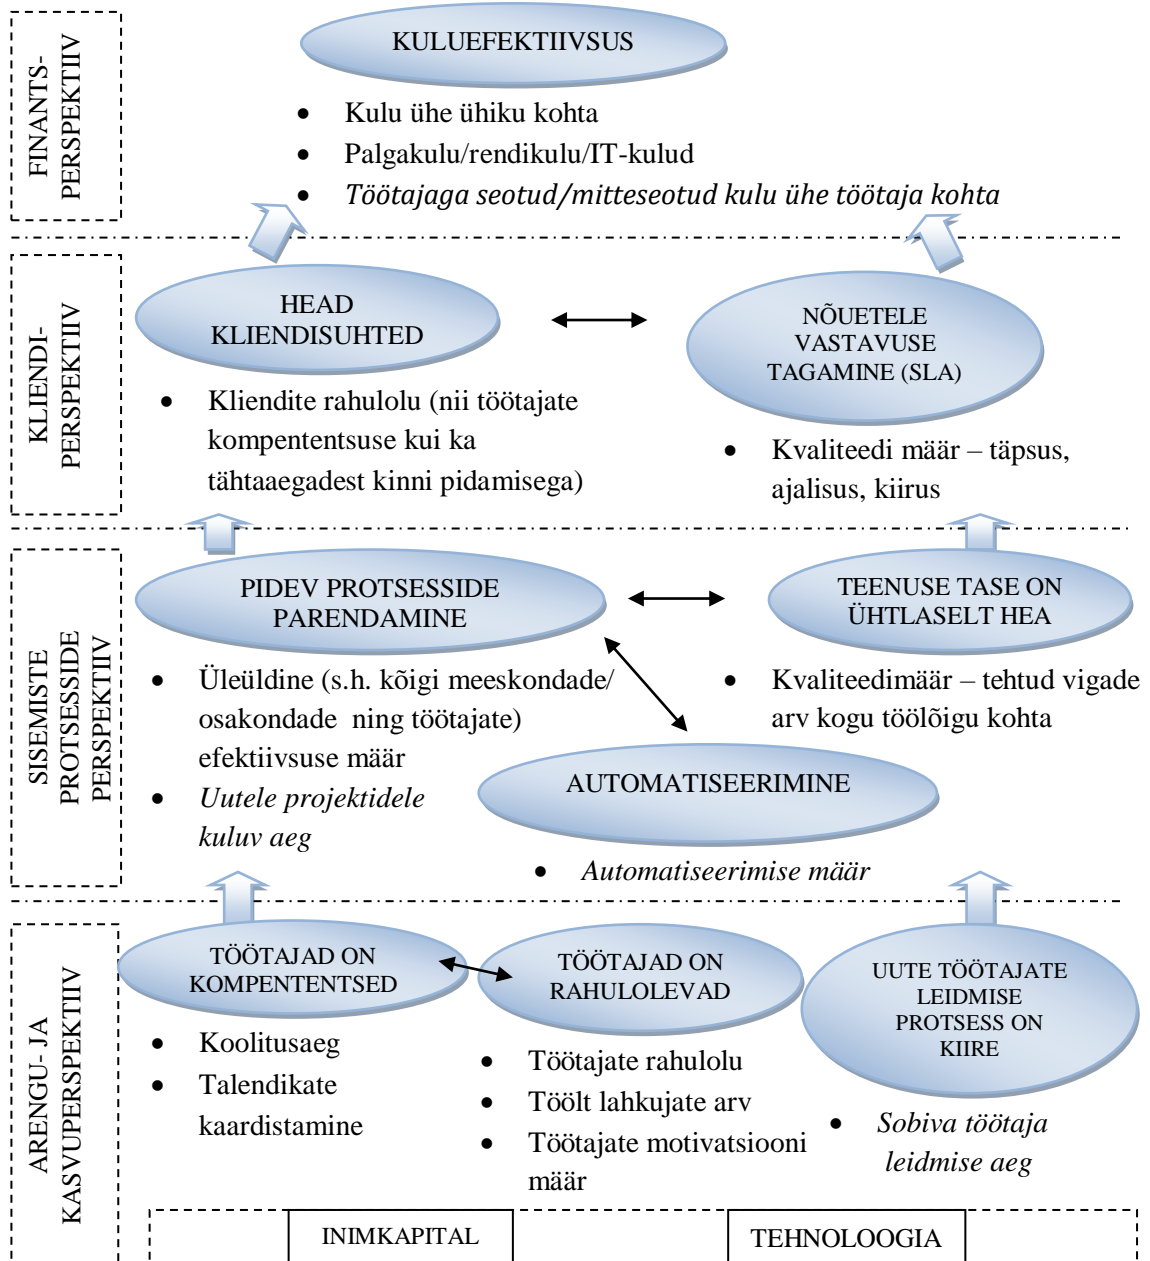 FINANTS-
PERSPEKTIIV
KULUEFEKTIIVSUS
• Kulu ühe ühiku kohta
• Palgakulu/rendikulu/IT-kulud
• Töötajaga seotud/mitteseotud kulu ühe töötaja kohta
KLIENDI-
PERSPEKTIIV
HEAD
KLIENDISUHTED
• Kliendite rahulolu (nii töötajate
kompententsuse kui ka
tähtaaegadest kinni pidamisega)
NÕUETELE
VASTAVUSE
TAGAMINE (SLA)
• Kvaliteedi määr – täpsus,
ajalisus, kiirus
SISEMISTE
PROTSESSIDE
PERSPEKTIIV
PIDEV PROTSESSIDE
PARENDAMINE
• Üleüldine (s.h. kõigi meeskondade/
osakondade ning töötajate)
efektiivsuse määr
• Uutele projektidele
kuluv aeg
TEENUSE TASE ON
ÜHTLASELT HEA
• Kvaliteedimäär – tehtud vigade
arv kogu töölõigu kohta
AUTOMATISEERIMINE
• Automatiseerimise määr
ARENGU- JA
KASVUPERSPEKTIIV
TÖÖTAJAD ON
KOMPENTENTSED
• Koolitusaeg
• Talendikate
kaardistamine
TÖÖTAJAD ON
RAHULOLEVAD
• Töötajate rahulolu
• Töölt lahkujate arv
• Töötajate motivatsiooni
määr
UUTE TÖÖTAJATE
LEIDMISE
PROTSESS ON
KIIRE
• Sobiva töötaja
leidmise aeg
INIMKAPITAL
TEHNOLOOGIA